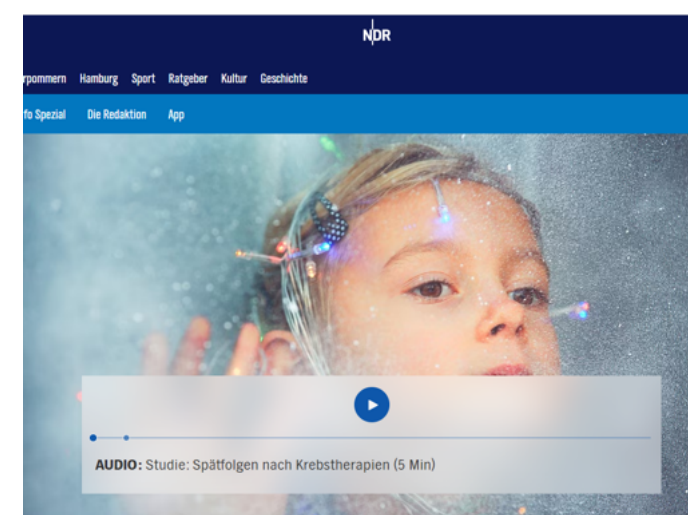 NDR
rpommern Hamburg Sport Ratgeber Kultur Geschichte
fo Spezial Die Redaktion App
AUDIO: Studie: Spätfolgen nach Krebstherapien (5 Min)